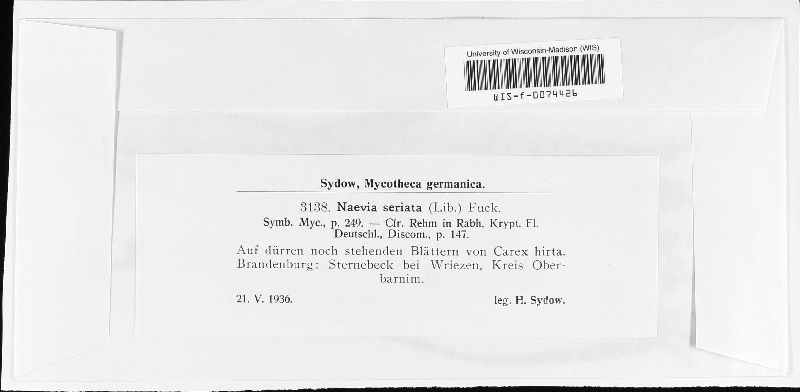 University of Wisconsin-Madison (WIS)
WIS-f-0074426
Sydow, Mycotheca germanica.
3138. Naevia seriata (Lib.) Fuck.
Symb. Myc., p. 249. — Cfr. Rehm in Rabh. Krypt. Fl.
Deutschl., Discom., p. 147.
Auf dürren noch stehenden Blättern von Carex hirta.
Brandenburg: Sternebeck bei Wriezen, Kreis Ober-
barnim.
21. V. 1936. leg. H. Sydow.